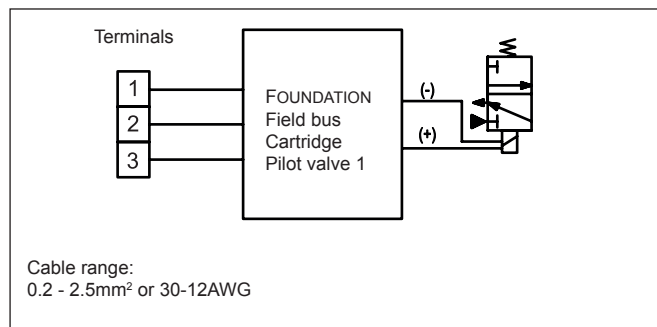 Terminals
1
2
3
FOUNDATION
Field bus
Cartridge
Pilot valve 1
(-)
(+)
Cable range:
0.2 - 2.5mm² or 30-12AWG